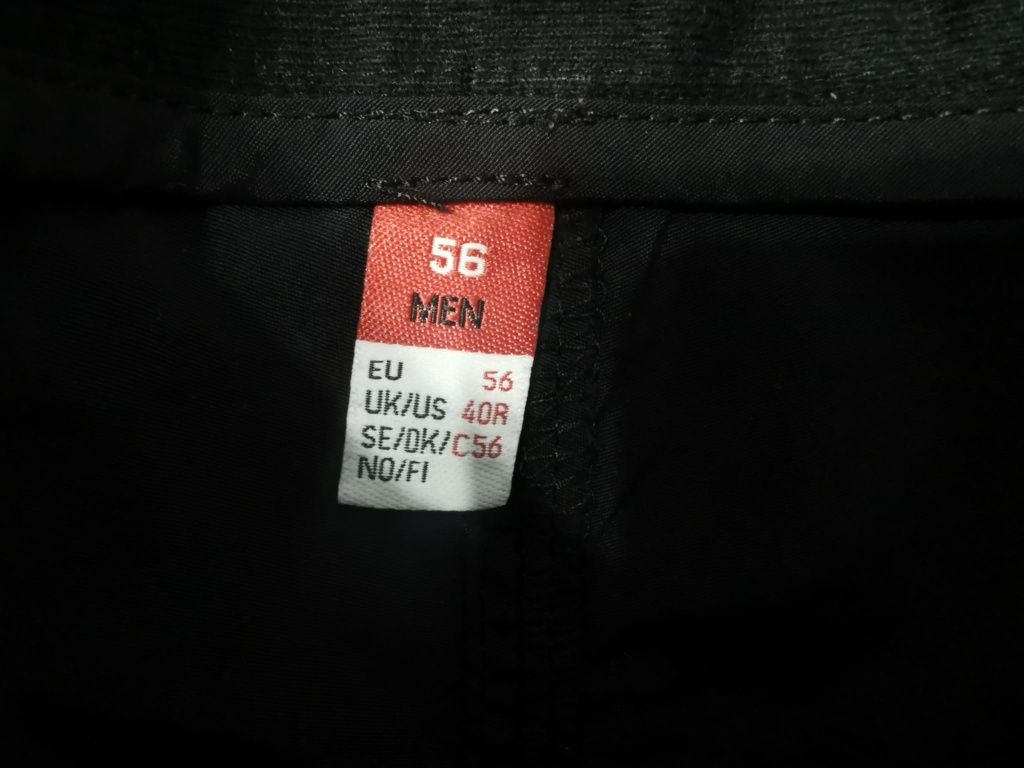 56
MEN
EU 56
UK/US 40R
SE/DK/C56
NO/FI